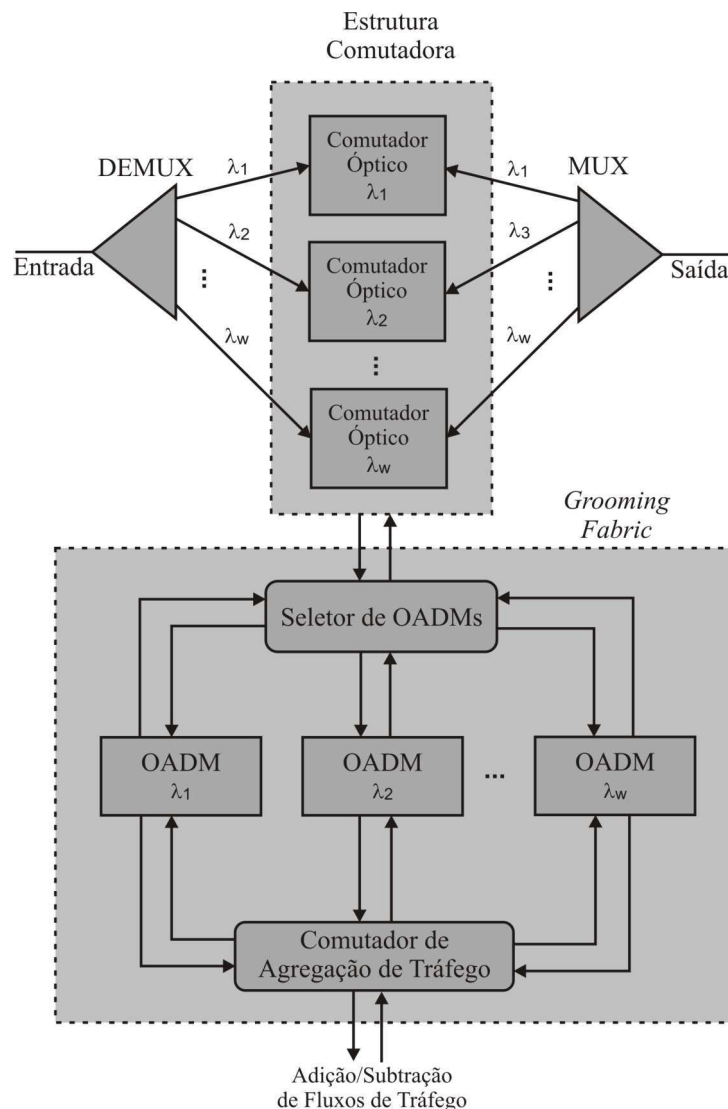 Estrutura
Comutadora
DEMUX
MUX
Comutador
Óptico
λ1
λ1
λ1
λ2
λ3
Entrada
Saída
...
...
Comutador
Óptico
λ2
...
λw
λw
Comutador
Óptico
λw
Grooming
Fabric
Seletor de OADMs
OADM
λ1
OADM
λ2
...
OADM
λw
Comutador de
Agregação de Tráfego
Adição/Subtração
de Fluxos de Tráfego